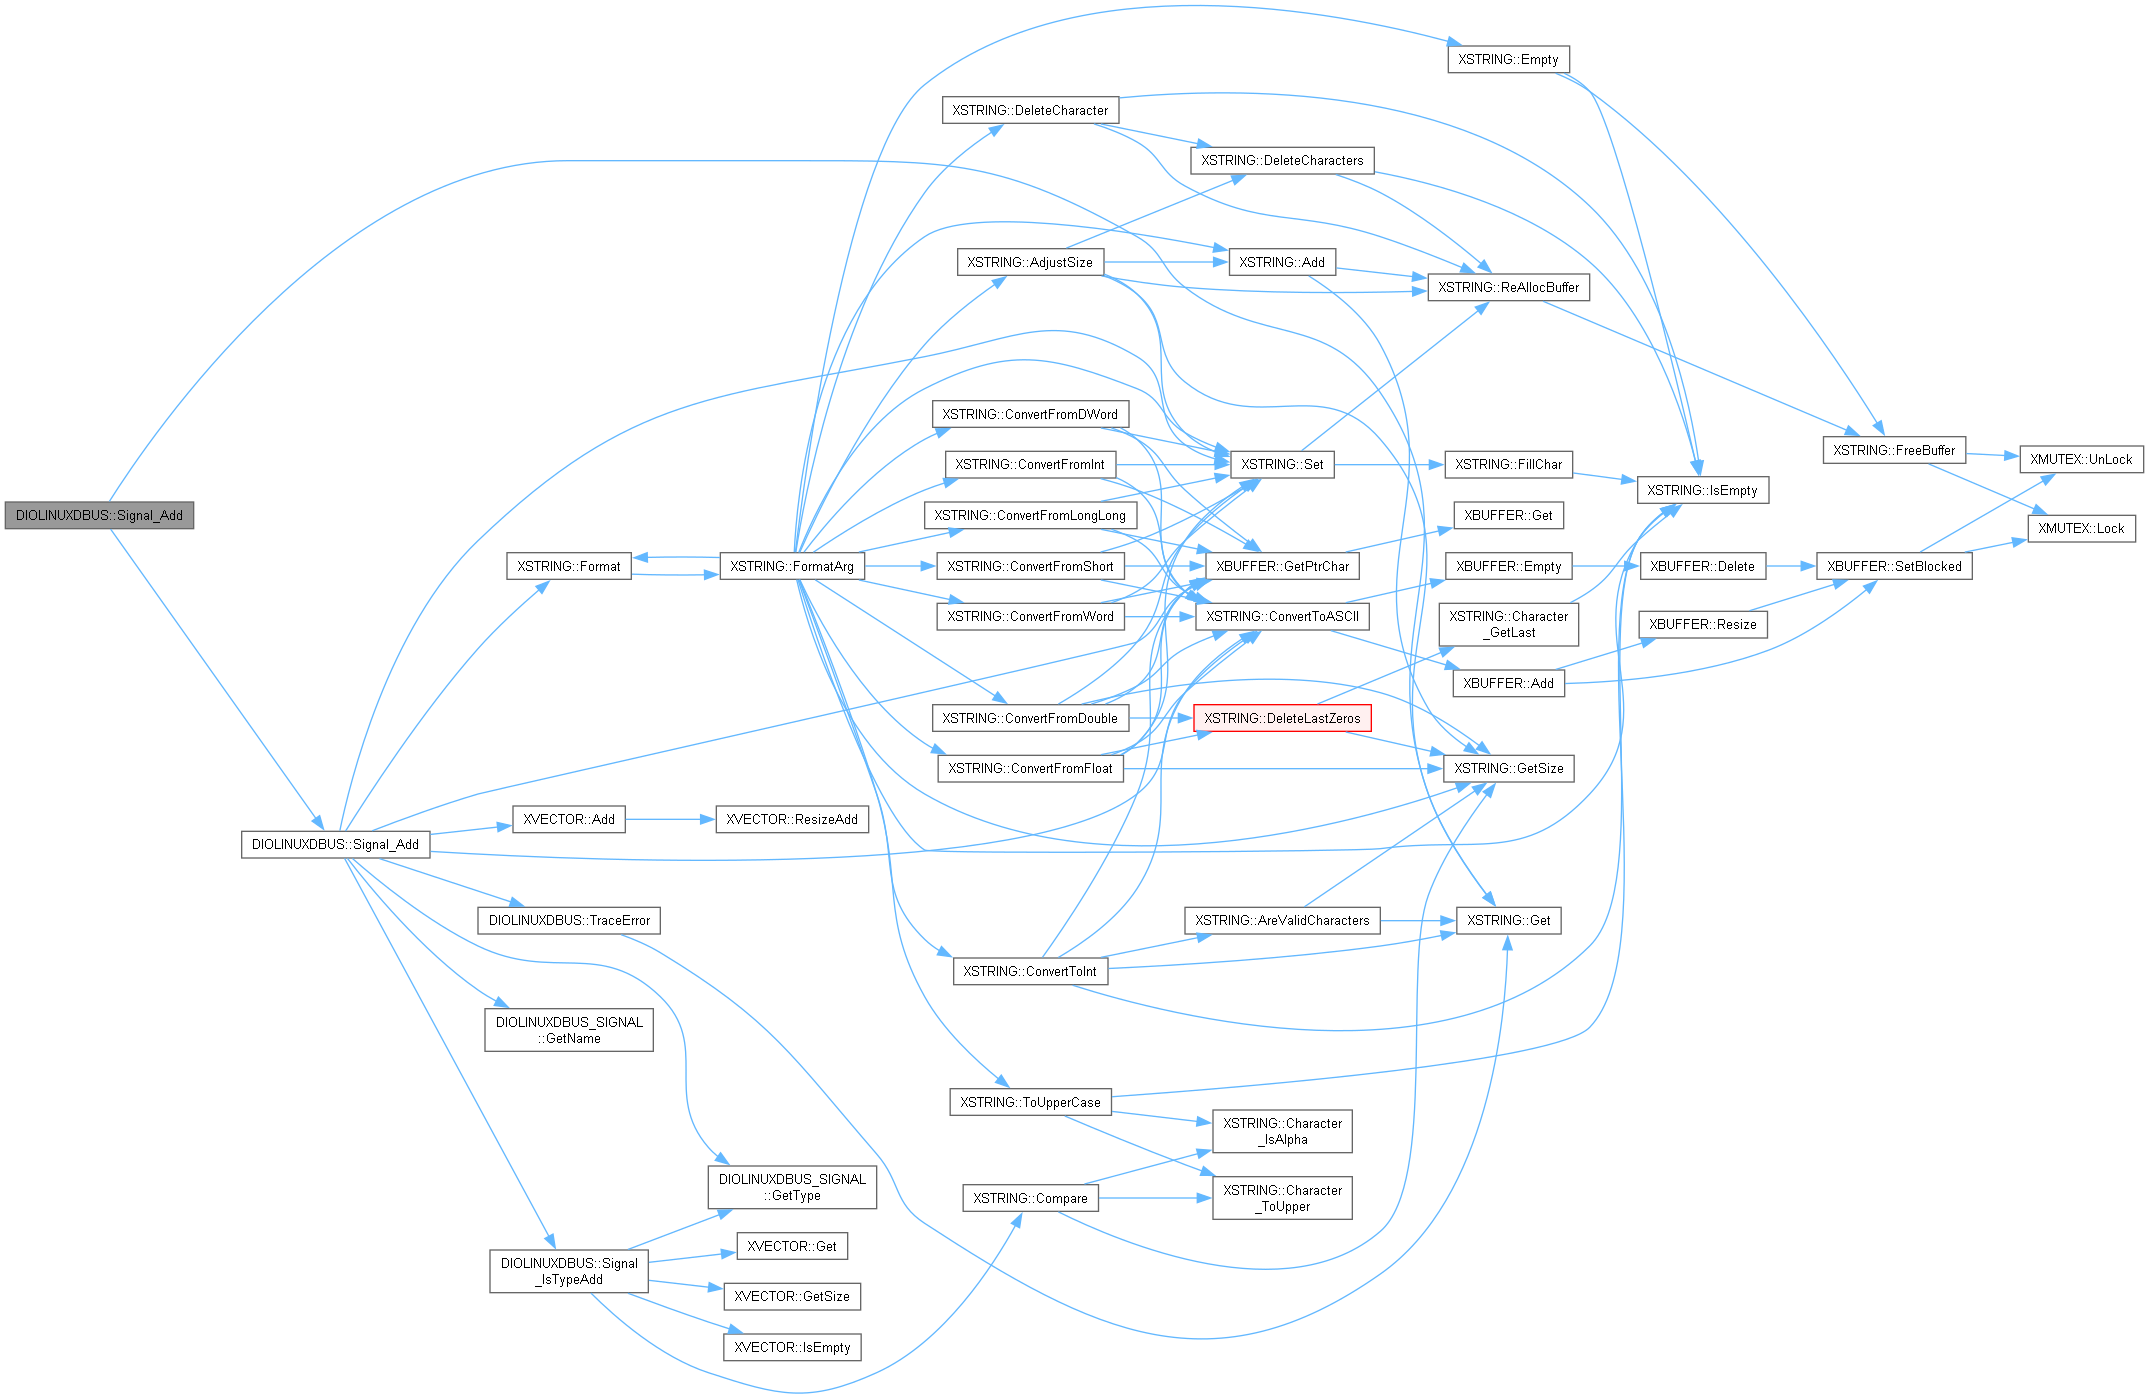 DIOLINUXDBUS::Signal_Add
DIOLINUXDBUS::Signal_Add
XSTRING::Format
XVECTOR::Add
DIOLINUXDBUS::TraceError
DIOLINUXDBUS_SIGNAL
::GetName
DIOLINUXDBUS::Signal
_IsTypeAdd
XSTRING::FormatArg
XVECTOR::ResizeAdd
DIOLINUXDBUS_SIGNAL
::GetType
XVECTOR::Get
XVECTOR::GetSize
XVECTOR::IsEmpty
XSTRING::DeleteCharacter
XSTRING::AdjustSize
XSTRING::ConvertFromDWord
XSTRING::ConvertFromInt
XSTRING::ConvertFromLongLong
XSTRING::ConvertFromShort
XSTRING::ConvertFromWord
XSTRING::ConvertFromDouble
XSTRING::ConvertFromFloat
XSTRING::ConvertToInt
XSTRING::ToUpperCase
XSTRING::Compare
XSTRING::DeleteCharacters
XSTRING::Add
XSTRING::Set
XBUFFER::GetPtrChar
XSTRING::ConvertToASCII
XSTRING::DeleteLastZeros
XSTRING::AreValidCharacters
XSTRING::Character
_IsAlpha
XSTRING::Character
_ToUpper
XSTRING::Empty
XSTRING::ReAllocBuffer
XSTRING::FillChar
XBUFFER::Get
XBUFFER::Empty
XSTRING::Character
_GetLast
XBUFFER::Add
XSTRING::GetSize
XSTRING::Get
XSTRING::IsEmpty
XBUFFER::Delete
XBUFFER::Resize
XSTRING::FreeBuffer
XBUFFER::SetBlocked
XMUTEX::UnLock
XMUTEX::Lock